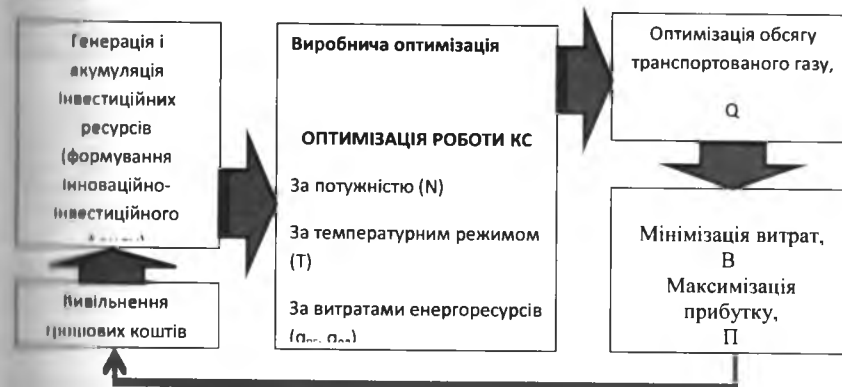 Генерація і
акумуляція
інвестиційних
ресурсів
(формування
інноваційно-
інвестиційного
Вивільнення
грошових коштів
Виробнича оптимізація
ОПТИМІЗАЦІЯ РОБОТИ КС
За потужністю (N)
За температурним режимом
(Т)
За витратами енергоресурсів
Оптимізація обсягу
транспортованого газу,
Q
Мінімізація витрат,
В
Максимізація
прибутку,
П